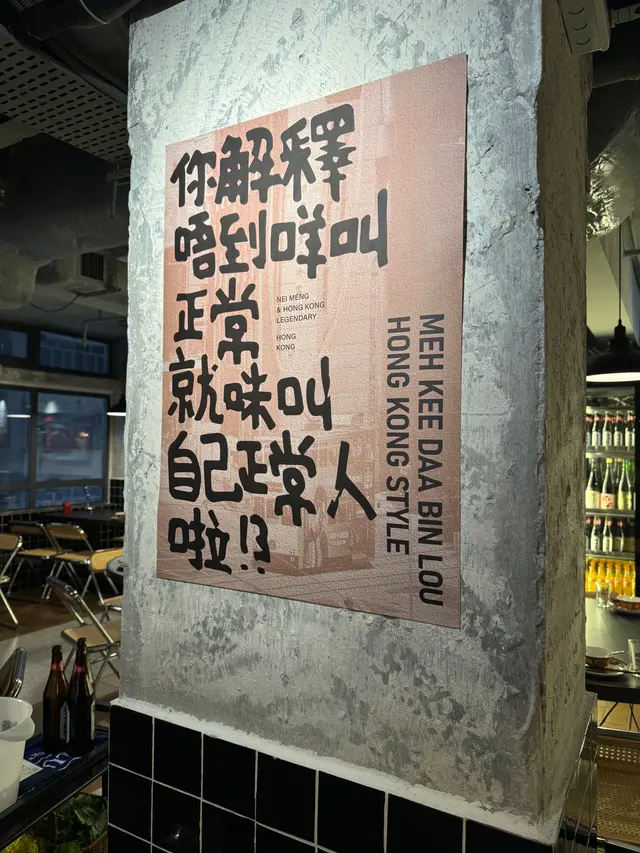 你解釋
唔到咩叫
正常
就咪叫
自己正常人
啦!?
NEI MENG
& HONG KONG
LEGENDARY
HONG
KONG
MEH KEE DAA BIN LOU
HONG KONG STYLE